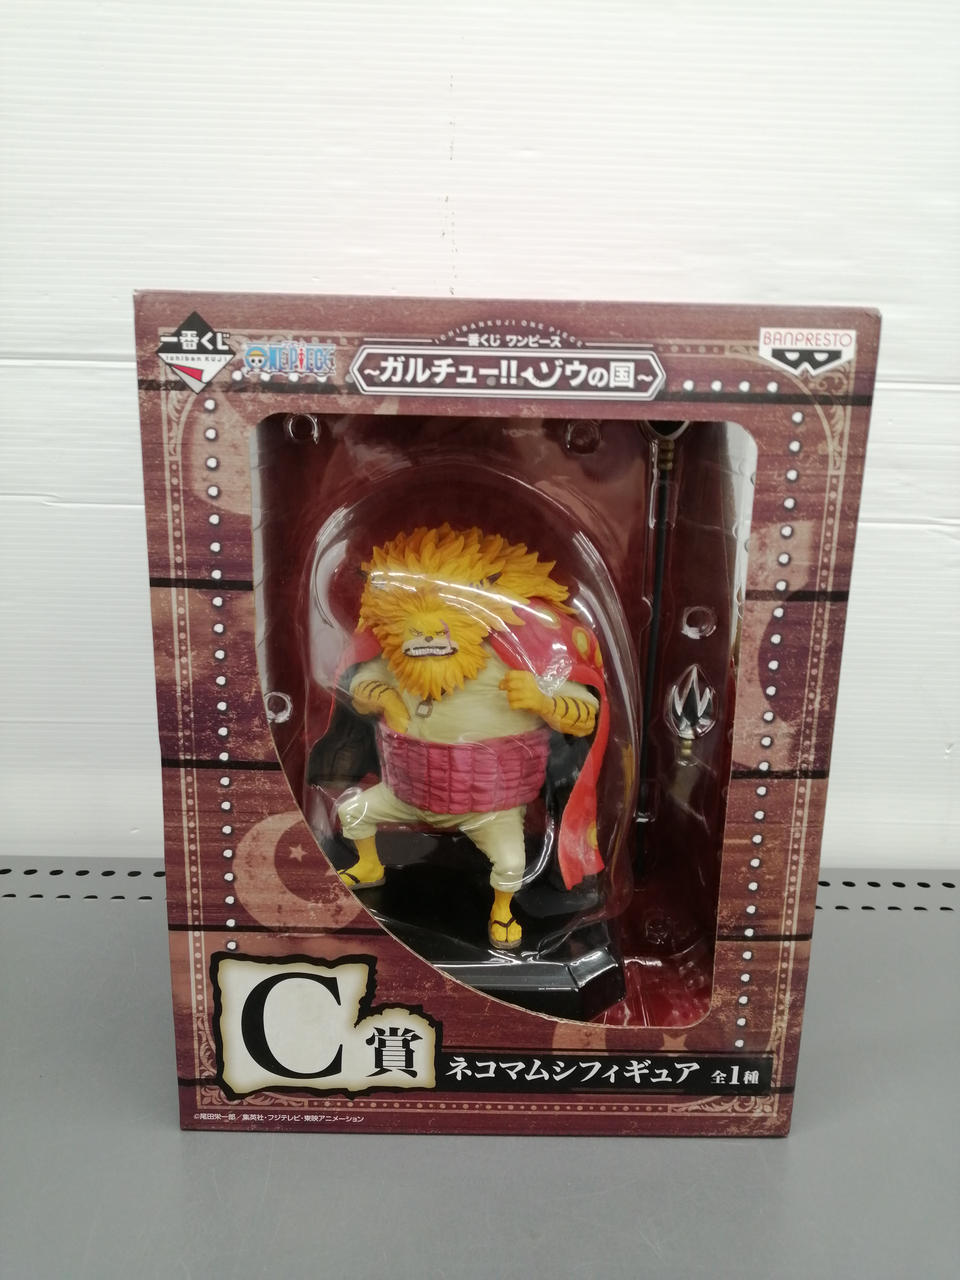 一番くじ
Ichiban KUJI
ONE PIECE
ICHIBANKUJI ONE PIECE
一番くじ ワンピース
～ガルチュー!! ゾウの国～
BANPRESTO
C賞
ネコマムシフィギュア 全1種
©尾田栄一郎／集英社・フジテレビ・東映アニメーション